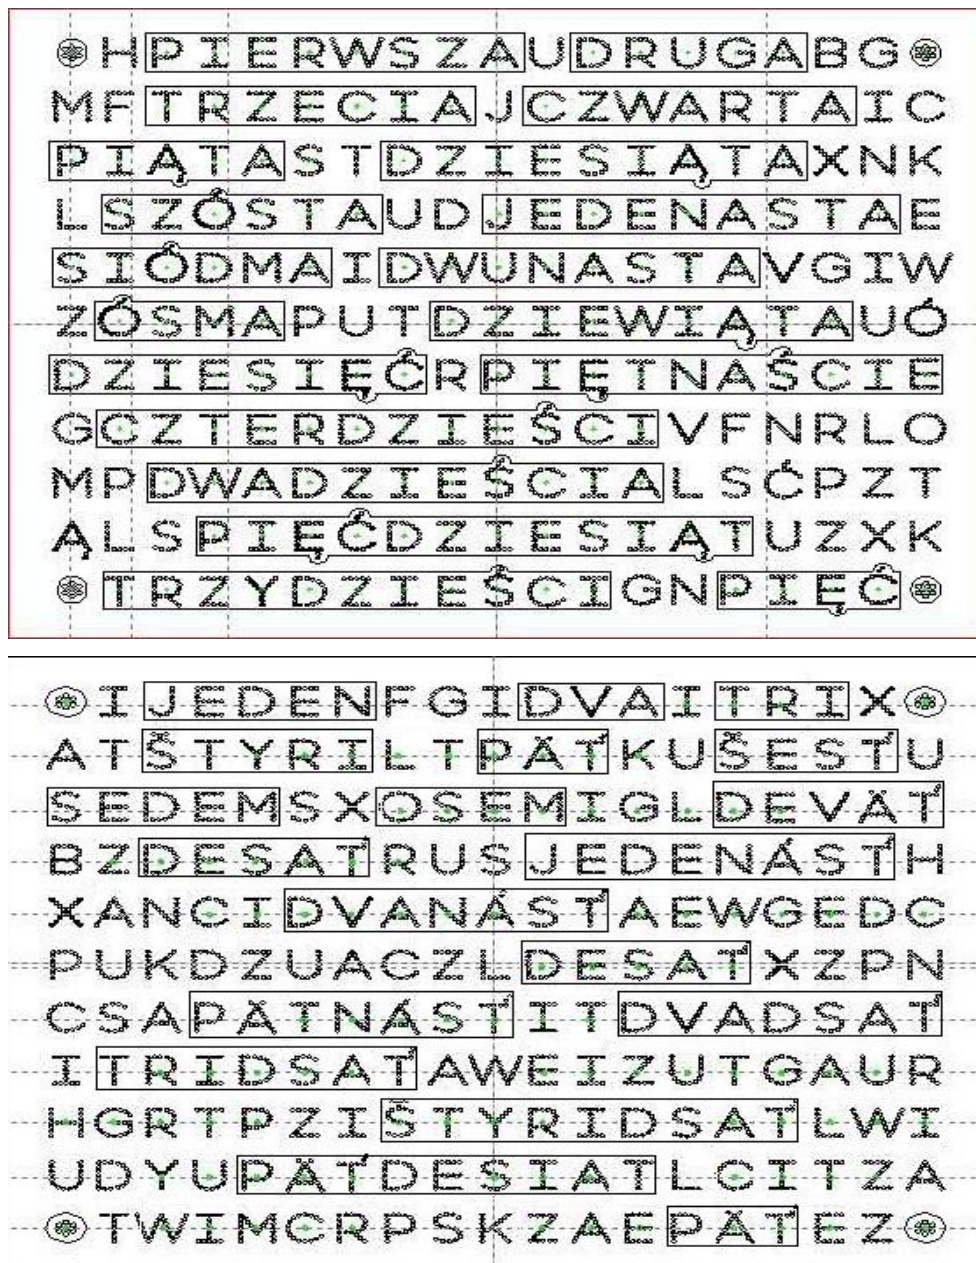 HPIERWSZAUDRUGABG
MFTRZECIAJCZWARTAIC
PIĄTASTDZIESIĄTAXNK
LSZÓSTAUDJEDENASTAE
SIÓDMAIDWUNASTAVGIW
ZÓSMAPUTDZIEWIĄTAUÓ
DZIESIĘĆRPIĘTNAŚCIE
GCZTERDZIEŚCIVFNRLO
MPDWADZIEŚCIALSĆPZT
ĄLSPIĘĆDZIESIĄTUZXK
TRZYDZIEŚCIGNPIĘĆ
IJEDENFGIDVAITRIX
ATŠTYRILTPÄŤKUŠESŤU
SEDEMSXOSEMIGLDEVÄŤ
BZDESAŤRUSJEDENÁSŤH
XANCIDVANÁSŤAEWGEDC
PUKDZUACZLDESAŤXZPN
CSAPÄTNÁSŤITDVADSAŤ
ITRIDSAŤAWEIZUTGAUR
HGRTPZIŠTYRIDSAŤLWI
UDYUPÄŤDESIATLCITZA
TWIMCRPSKZAEPÄŤEZ